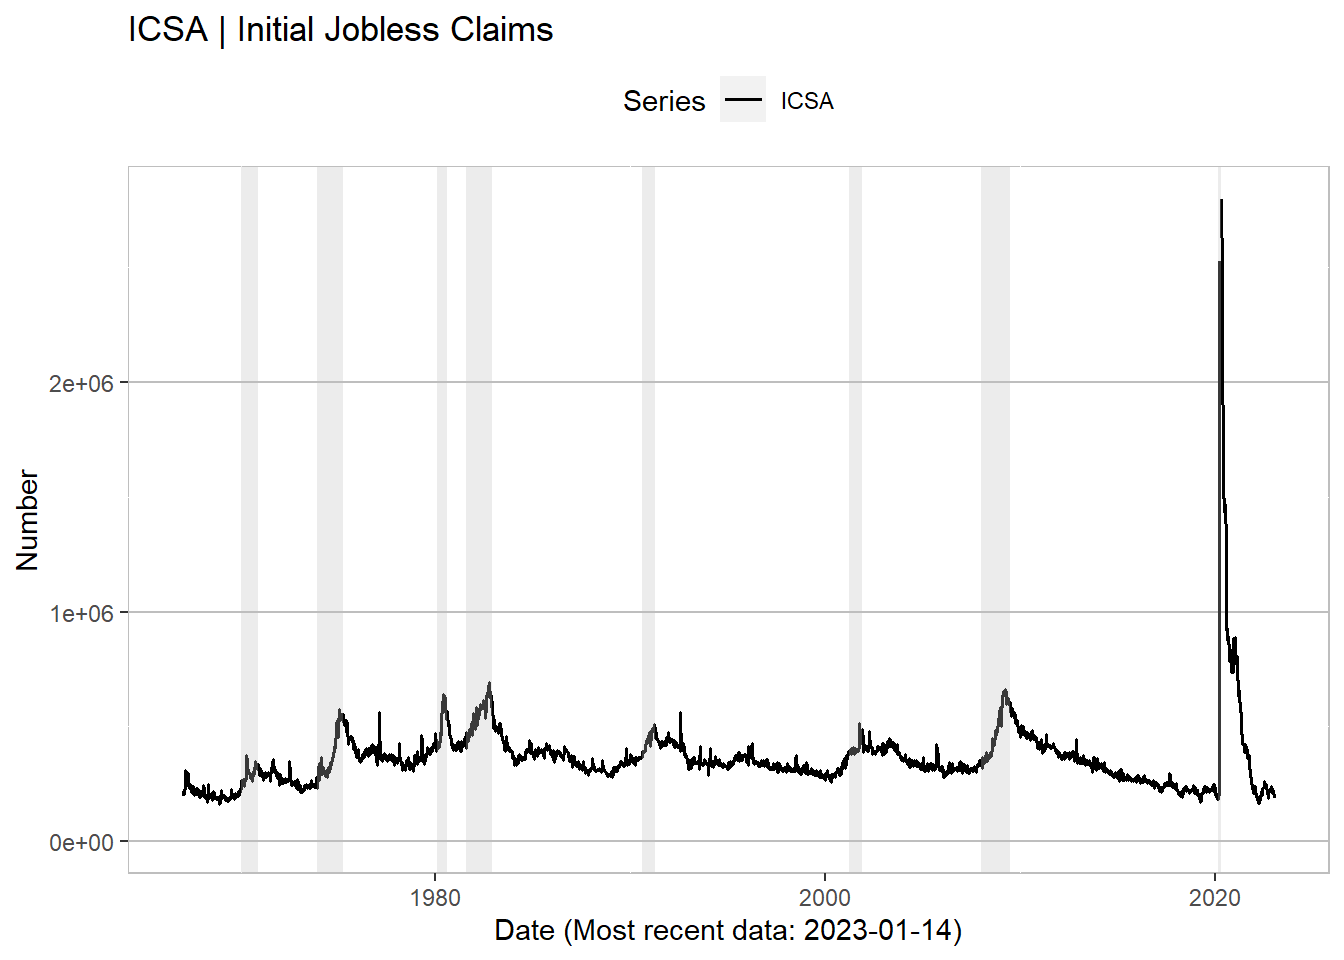 ICSA | Initial Jobless Claims
Series ICSA
2e+06
1e+06
0e+00
Number
1980 2000 2020
Date (Most recent data: 2023-01-14)